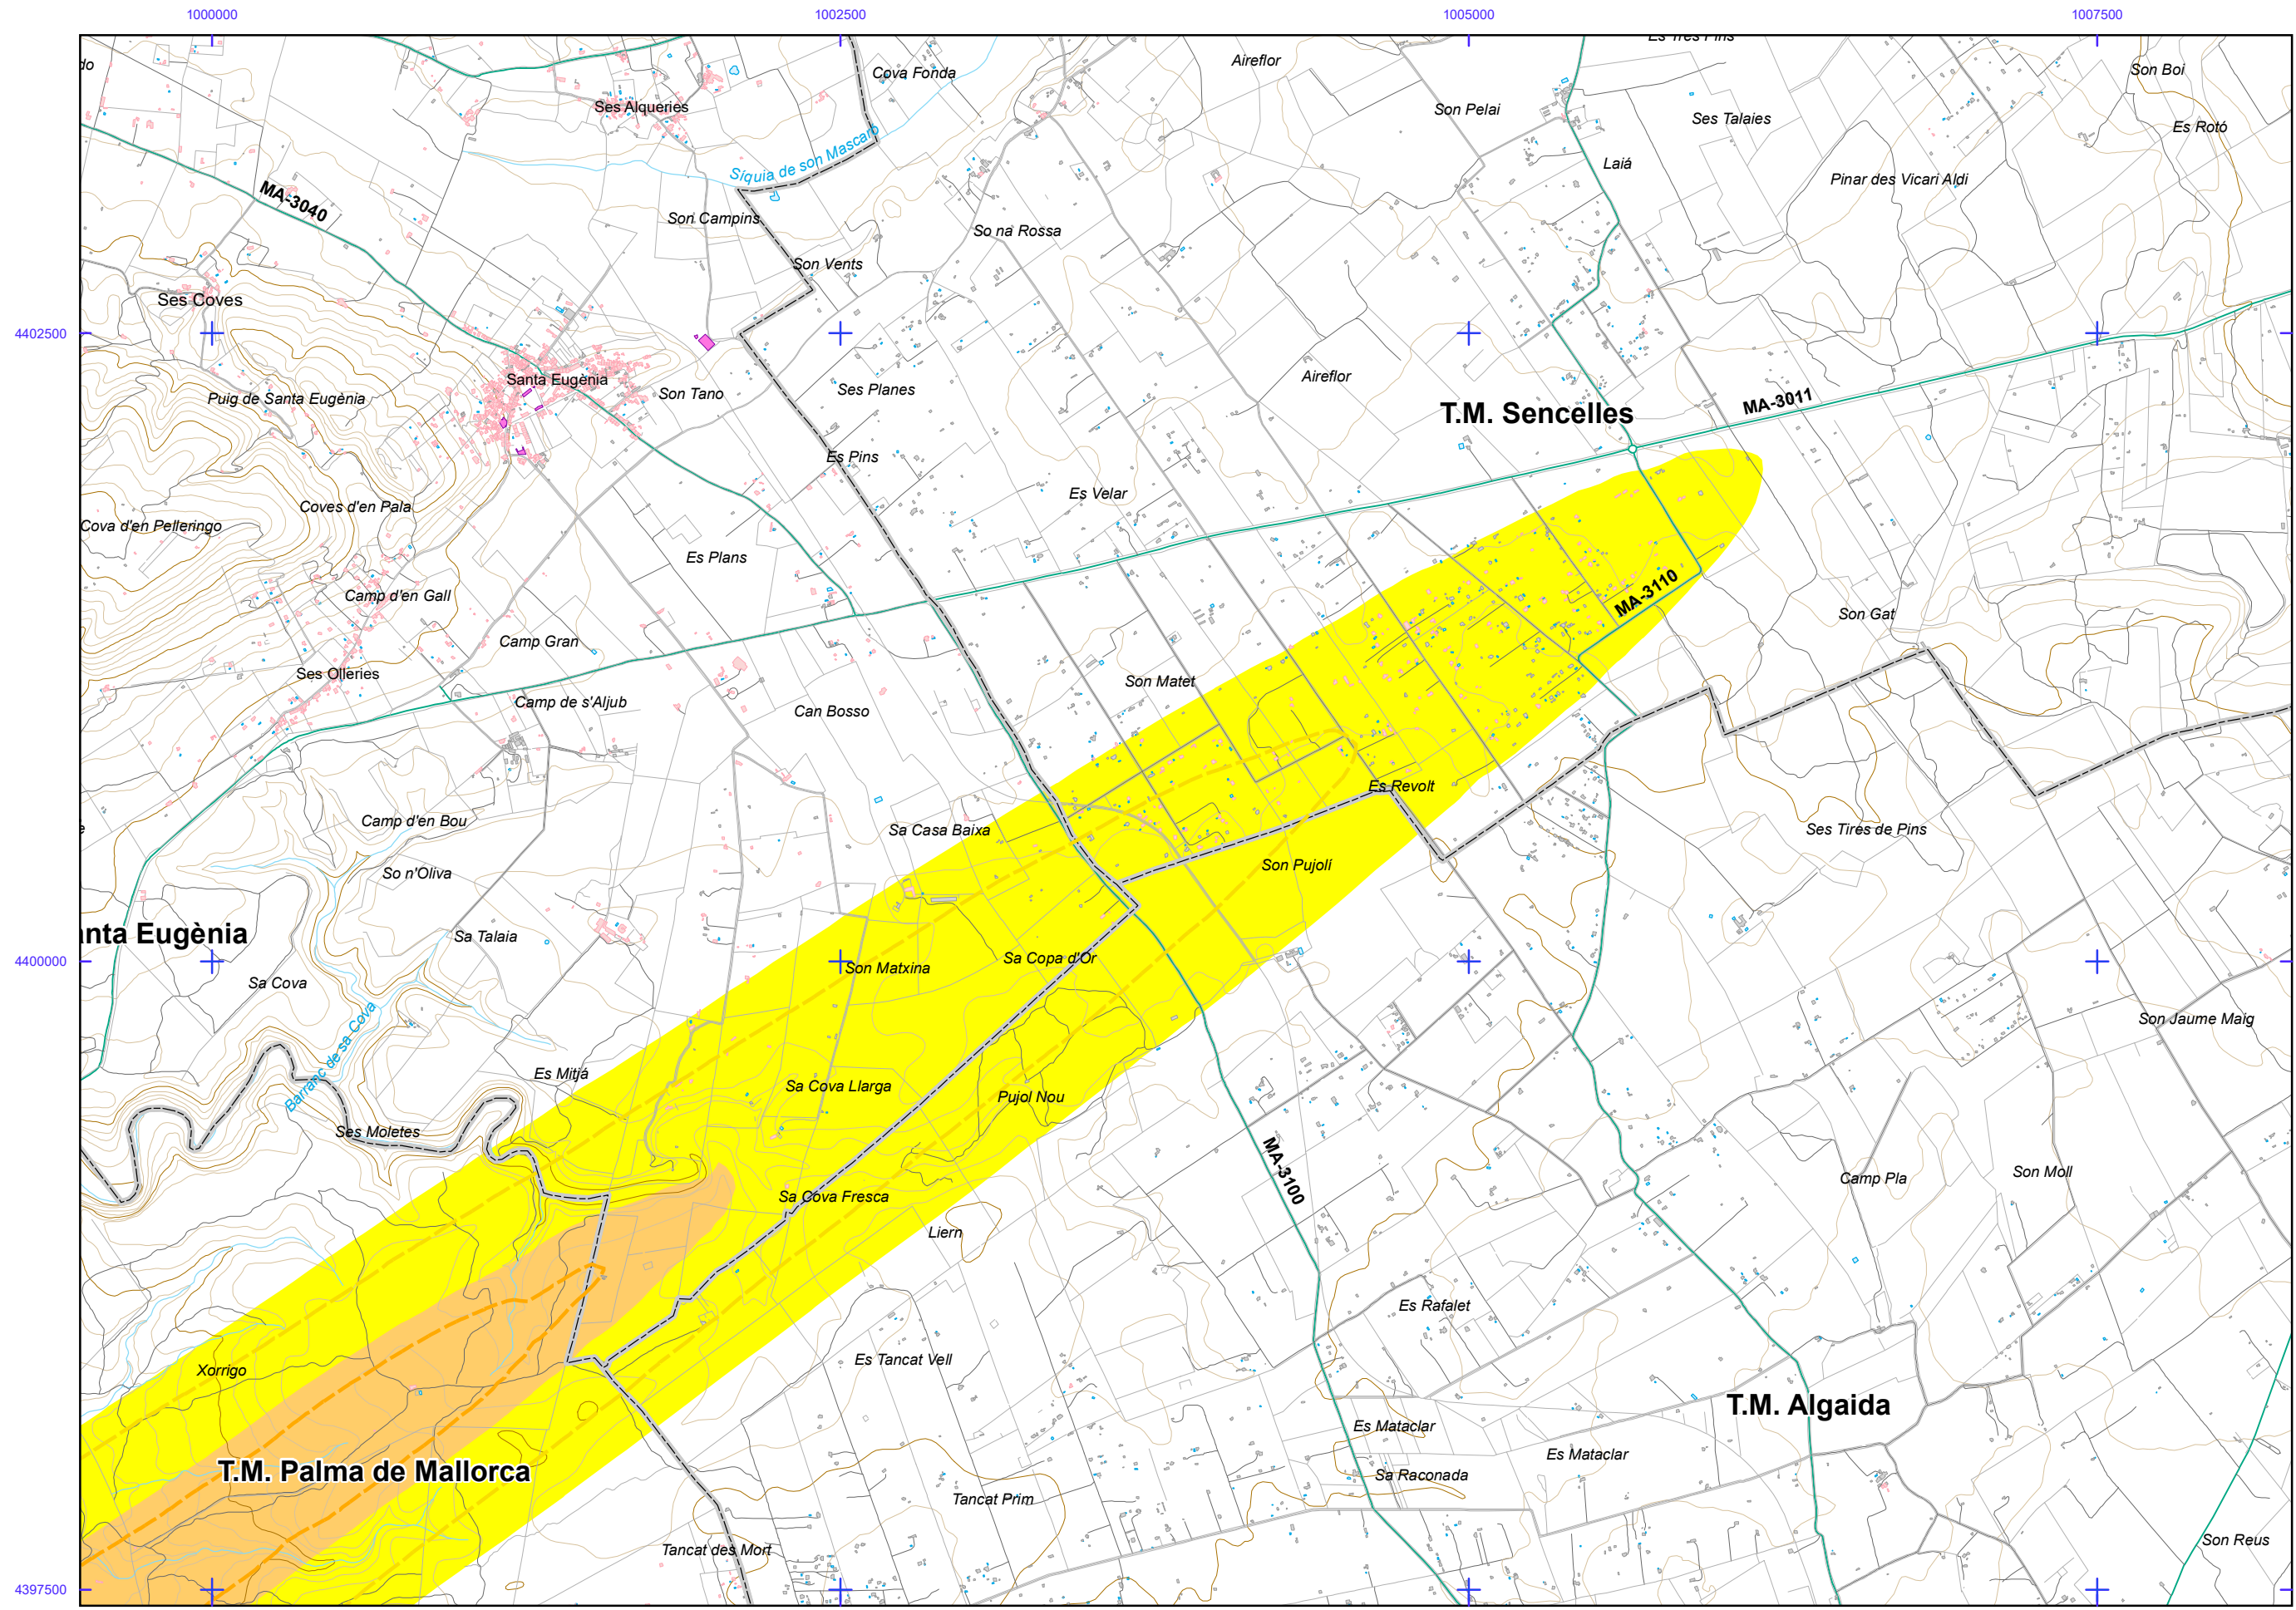 1000000
1002500
1005000
1007500
do
Cova Fonda
Aireflor
Es Tres Pins
Son Boi
Ses Alqueries
Son Pelai
Ses Talaies
Es Rotó
Síquia de son Mascaró
Laiá
Pinar des Vicari Aldi
MA-3040
Son Campins
So na Rossa
Son Vents
Ses Coves
4402500
Santa Eugènia
Aireflor
Puig de Santa Eugènia
Son Tano
Ses Planes
T.M. Sencelles
MA-3011
Es Pins
Es Velar
Coves d'en Pala
Cova d'en Pelleringo
Es Plans
Camp d'en Gall
MA-3110
Son Gat
Camp Gran
Ses Olleries
Son Matet
Camp de s'Aljub
Can Bosso
Es Revolt
Camp d'en Bou
Sa Casa Baixa
Ses Tires de Pins
e
So n'Oliva
Son Pujolí
anta Eugènia
Sa Talaia
4400000
Sa Cova
Son Matxina
Sa Copa d'Or
Son Jaume Maig
Barranc de sa Cova
Es Mitjá
Sa Cova Llarga
Pujol Nou
Ses Moletes
MA-3100
Sa Cova Fresca
Camp Pla
Son Moll
Liern
Es Rafalet
Xorrigo
Es Tancat Vell
T.M. Algaida
Es Mataclar
Es Mataclar
T.M. Palma de Mallorca
Sa Raconada
Tancat Prim
Tancat des Mort
Son Reus
4397500